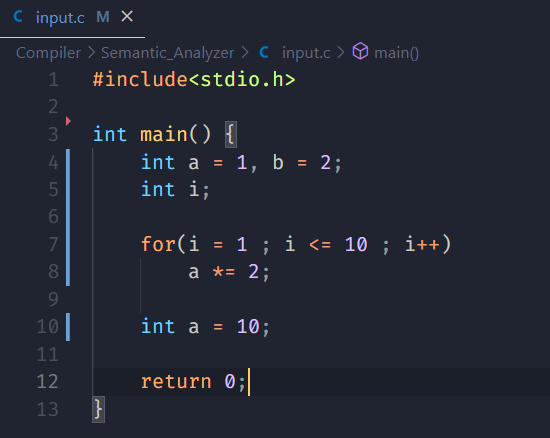 C input.c M ×
Compiler > Semantic_Analyzer > C input.c > main()
1 #include<stdio.h>
2
3 int main() {
4     int a = 1, b = 2;
5     int i;
6
7     for(i = 1 ; i <= 10 ; i++)
8         a *= 2;
9
10     int a = 10;
11
12     return 0;
13 }